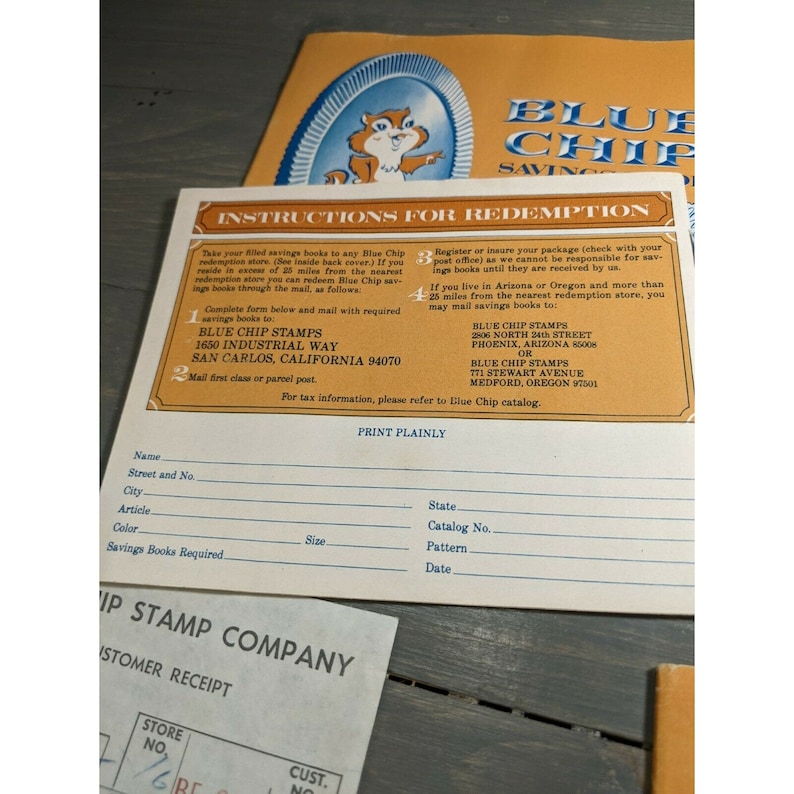 BLUE
CHIP
INSTRUCTIONS FOR REDEMPTION
Take your filled savings books to any Blue Chip
redemption store. (See inside back cover.) If you
reside in excess of 25 miles from the nearest
redemption store you can redeem Blue Chip sav-
ings books through the mail, as follows:
1 Complete form below and mail with required
savings books to:
BLUE CHIP STAMPS
1650 INDUSTRIAL WAY
SAN CARLOS, CALIFORNIA 94070
2 Mail first class or parcel post.
3 Register or insure your package (check with your
post office) as we cannot be responsible for sav-
ings books until they are received by us.
4 If you live in Arizona or Oregon and more than
25 miles from the nearest redemption store, you
may mail savings books to:
BLUE CHIP STAMPS
2806 NORTH 24th STREET
PHOENIX, ARIZONA 85008
OR
BLUE CHIP STAMPS
771 STEWART AVENUE
MEDFORD, OREGON 97501
For tax information, please refer to Blue Chip catalog.
PRINT PLAINLY
Name
Street and No.
City
State
Article
Catalog No.
Color
Size
Pattern
Savings Books Required
Date
IP STAMP COMPANY
STOMER RECEIPT
STORE
NO.
CUST.
NO.